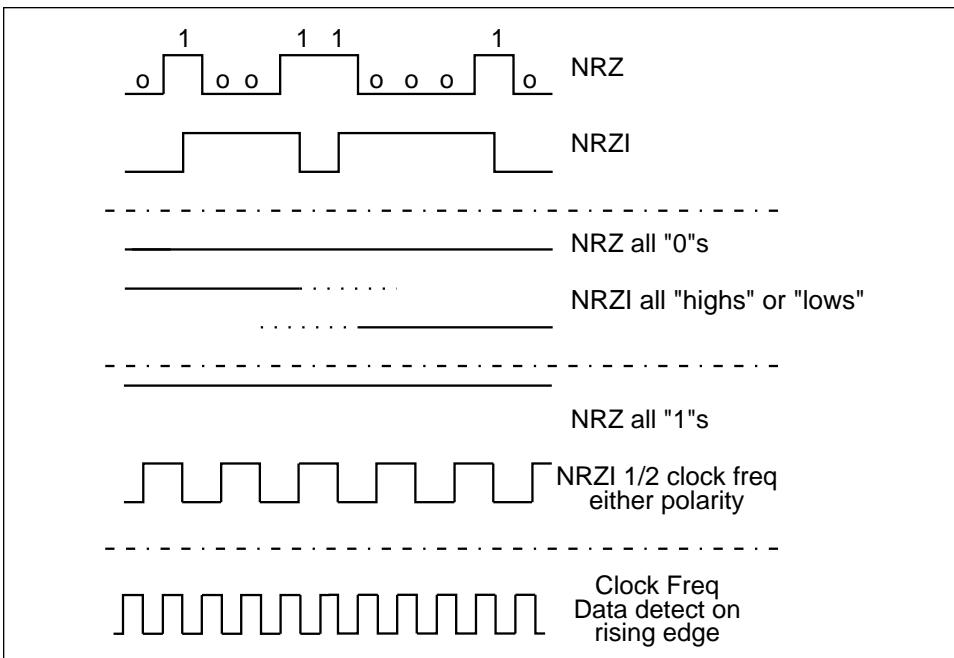 1 1 1 1
o o o o o o o
NRZ
NRZI
NRZ all "0"s
NRZI all "highs" or "lows"
NRZ all "1"s
NRZI 1/2 clock freq
either polarity
Clock Freq
Data detect on
rising edge